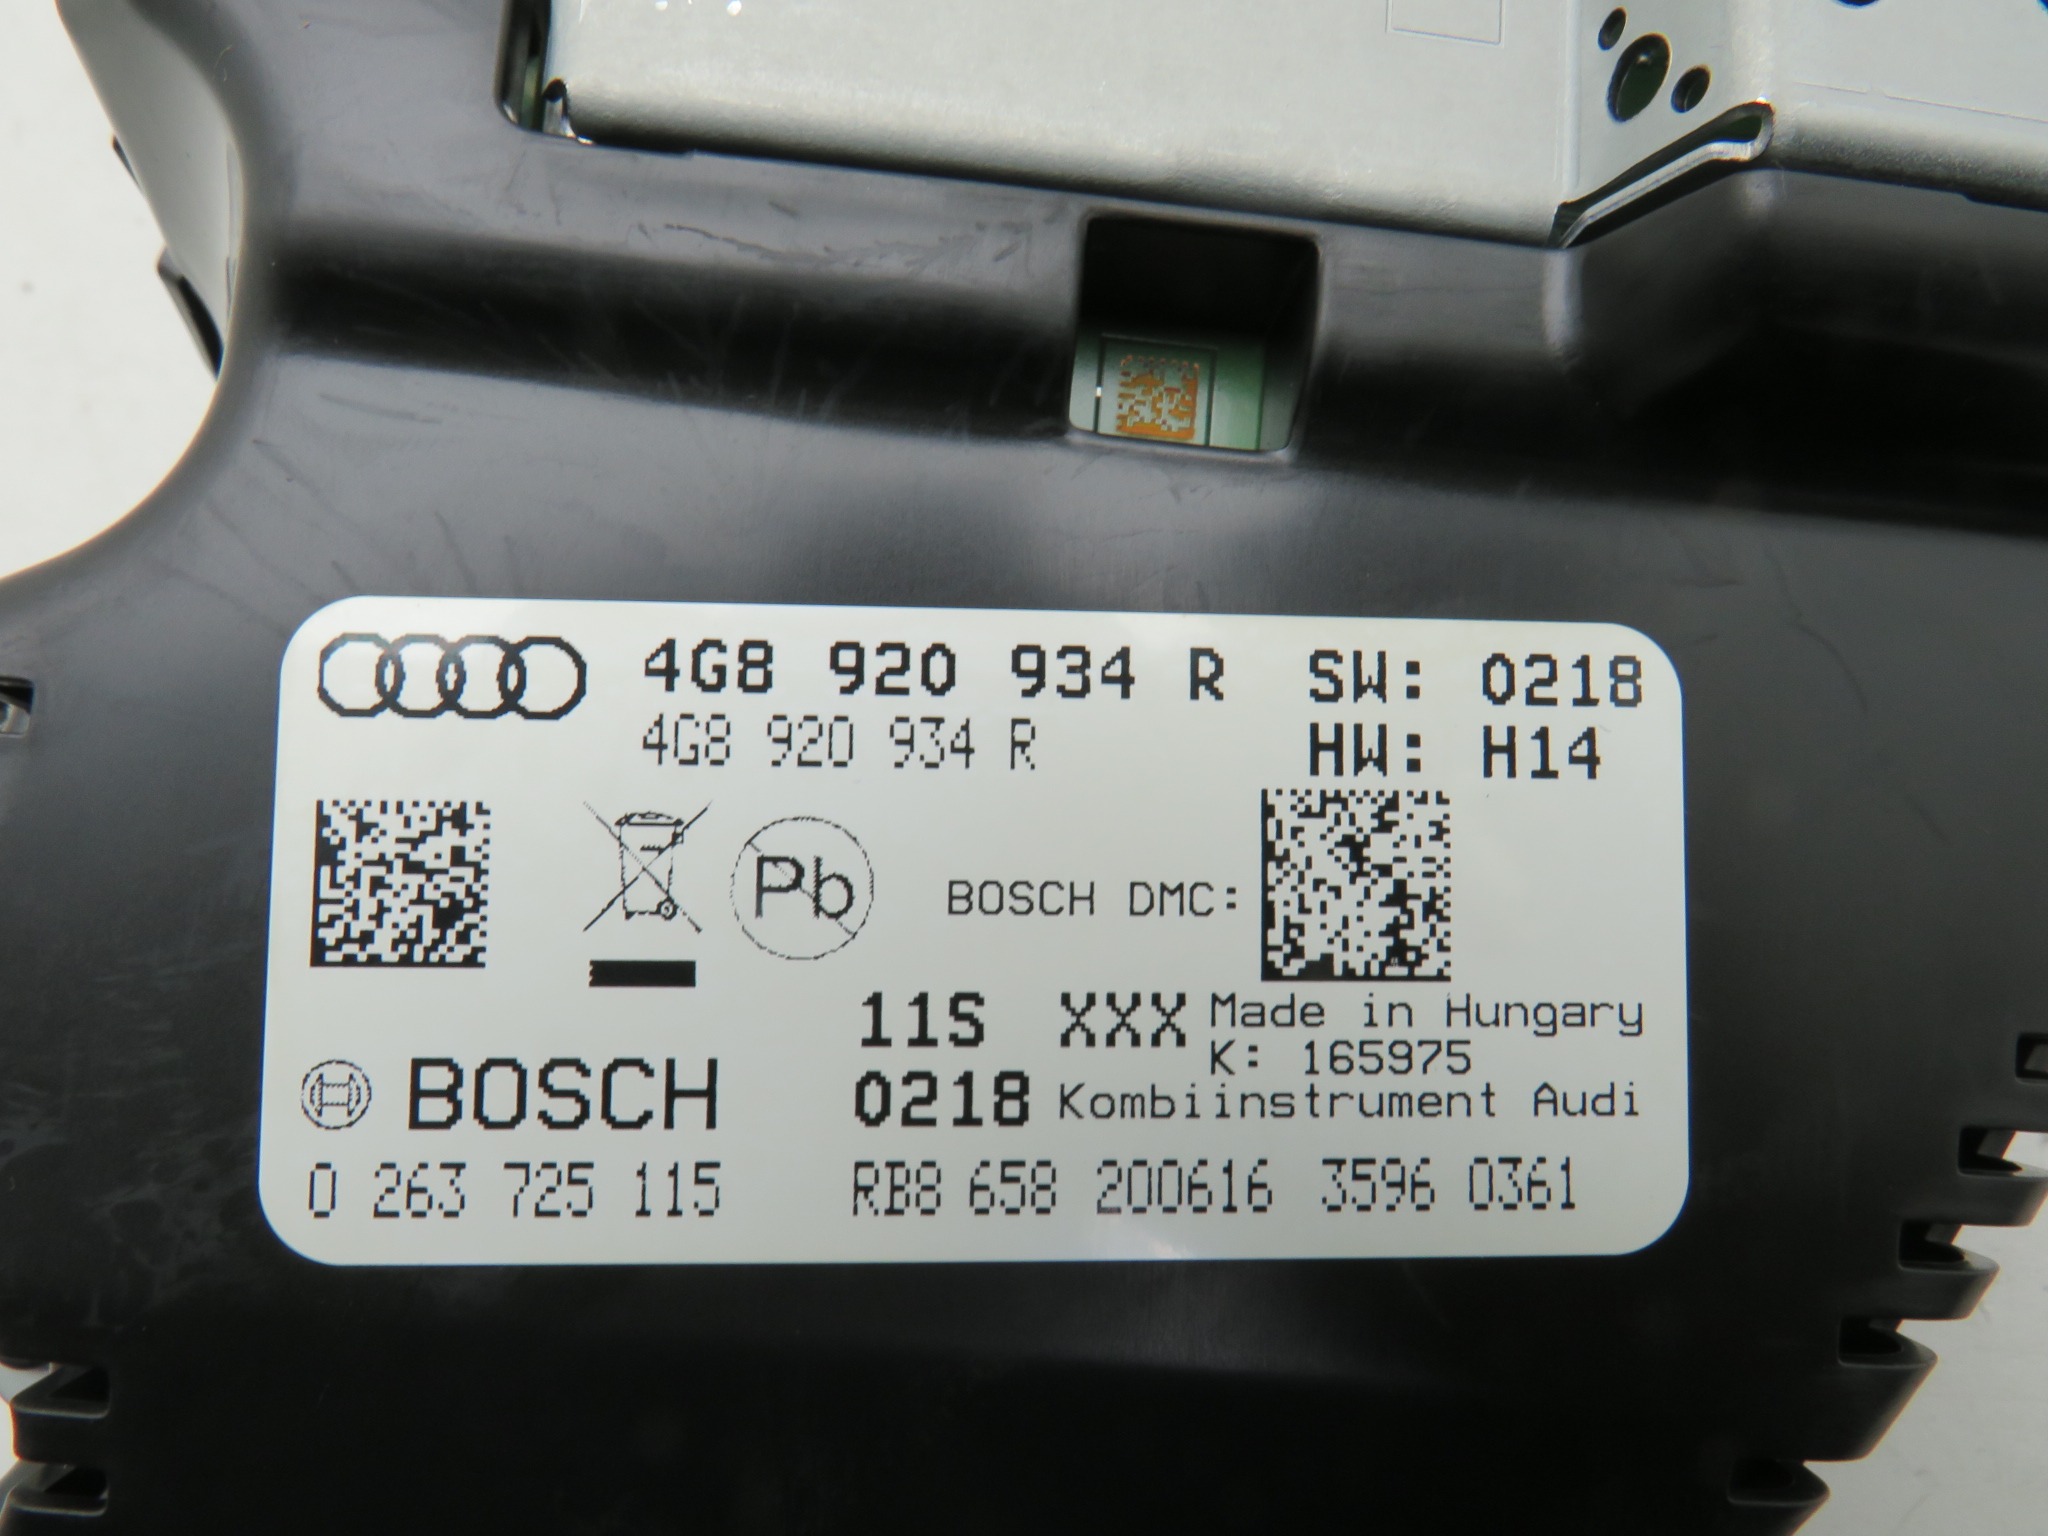 4G8 920 934 R SW: 0218
4G8 920 934 R HW: H14
Pb
BOSCH DMC:
11S XXX Made in Hungary
K: 165975
BOSCH 0218 Kombiinstrument Audi
0 263 725 115 RB8 658 200616 3596 0361